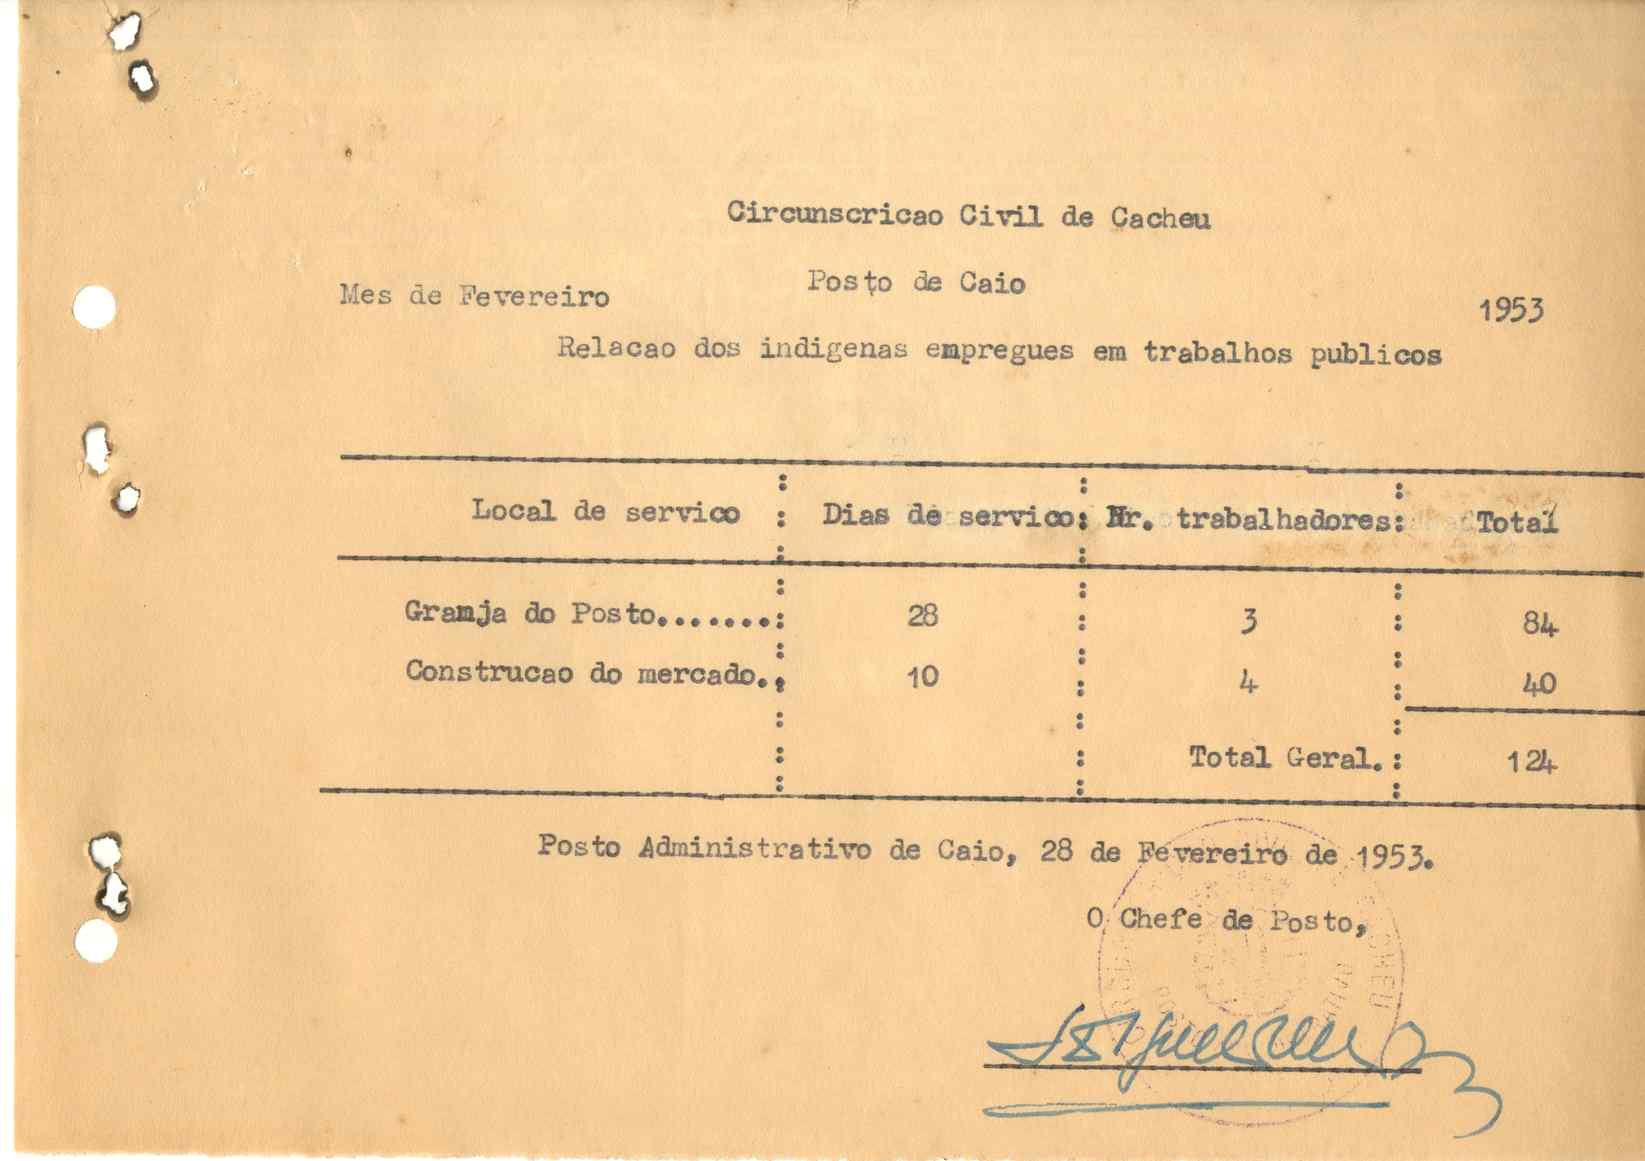 Circunscricao Civil de Cacheu
Posto de Caio
Mes de Fevereiro 1953
Relacao dos indigenas empregues em trabalhos publicos
Local de servico : Dias de servico: Nr. trabalhadores: Total
Granja do Posto.......: 28 : 3 : 84
Construcao do mercado.. 10 : 4 : 40
Total Geral.: 124
Posto Administrativo de Caio, 28 de Fevereiro de 1953.
O Chefe de Posto,